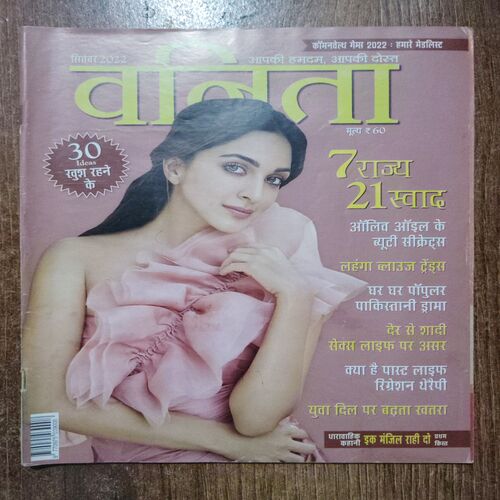 कॉमनवेल्थ गेम्स 2022 : हमारे मेडलिस्ट
सितंबर 2022
आपकी हमदम, आपकी दोस्त
वनिता
मूल्य ₹ 60
30
Ideas
खुश रहने
के
7 राज्य
21 स्वाद
ऑलिव ऑइल के
ब्यूटी सीक्रेट्स
लहंगा ब्लाउज ट्रेंड्स
घर घर पॉपुलर
पाकिस्तानी ड्रामा
देर से शादी
सेक्स लाइफ पर असर
क्या है पास्ट लाइफ
रिग्रेशन थेरैपी
युवा दिल पर बढ़ता खतरा
धारावाहिक
कहानी
इक मंजिल राही दो
प्रथम
किस्त